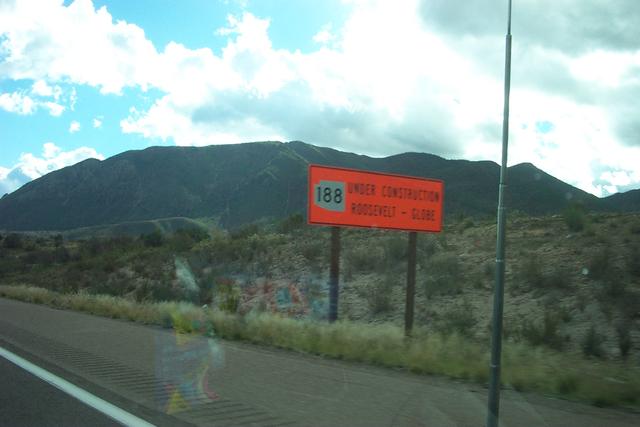 188 UNDER CONSTRUCTION
ROOSEVELT - GLOBE